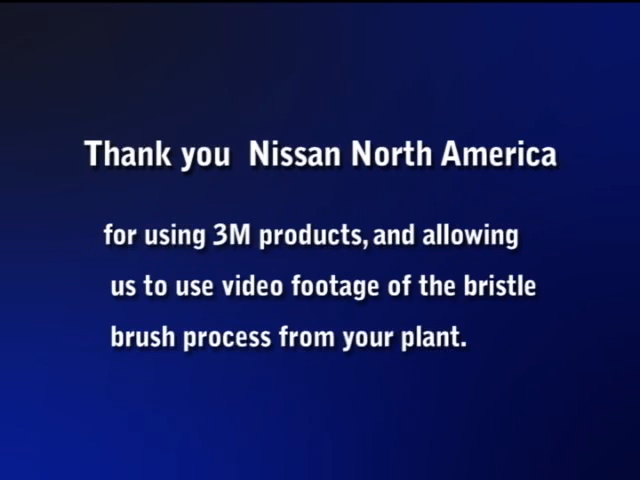 Thank you  Nissan North America
for using 3M products, and allowing
us to use video footage of the bristle
brush process from your plant.